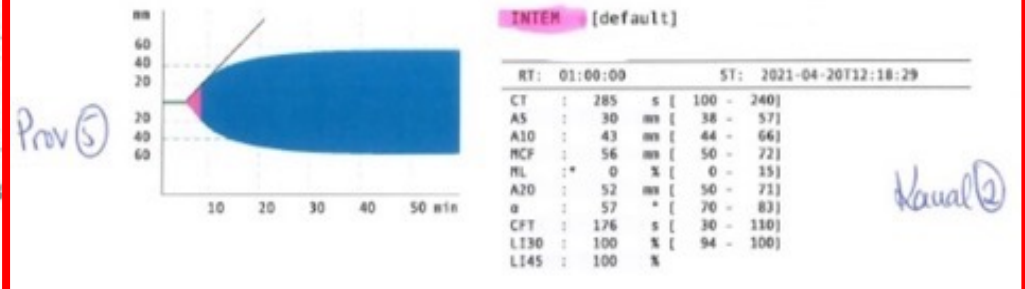 mm
60
40
20
20
40
60
10 20 30 40 50 min
Prov 5
INTEM [default]
RT: 01:00:00 ST: 2021-04-20T12:18:29
CT : 285 s [ 100 - 240]
A5 : 30 mm [ 38 - 57]
A10 : 43 mm [ 44 - 66]
MCF : 56 mm [ 50 - 72]
ML :* 0 % [ 0 - 15]
A20 : 52 mm [ 50 - 71]
α : 57 ° [ 70 - 83]
CFT : 176 s [ 30 - 110]
LI30 : 100 % [ 94 - 100]
LI45 : 100 %
Kanal 2